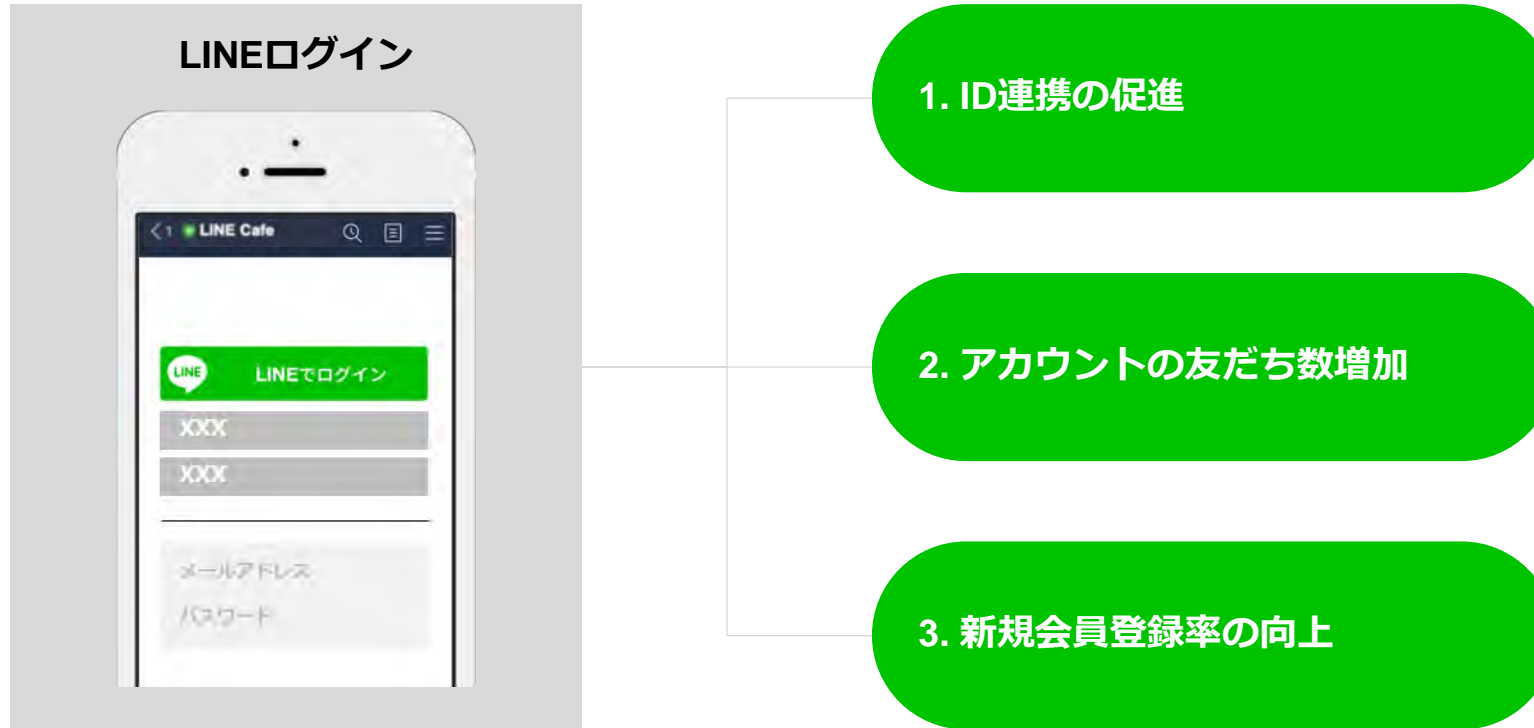 LINEログイン
<1 LINE Cafe
LINE
LINEでログイン
XXX
XXX
メールアドレス
パスワード
1. ID連携の促進
2. アカウントの友だち数増加
3. 新規会員登録率の向上